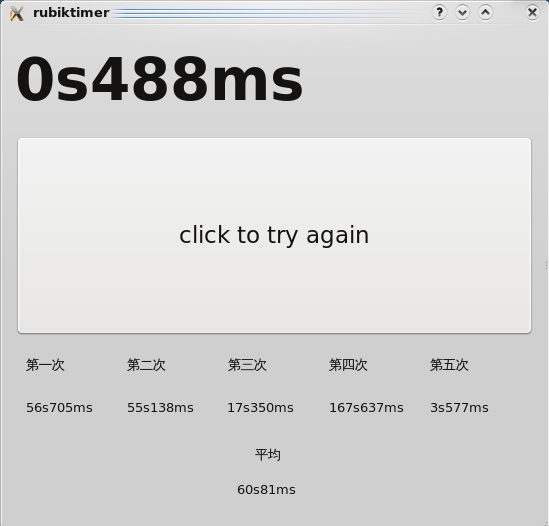 rubiktimer
0s488ms
click to try again
第一次 第二次 第三次 第四次 第五次
56s705ms 55s138ms 17s350ms 167s637ms 3s577ms
平均
60s81ms